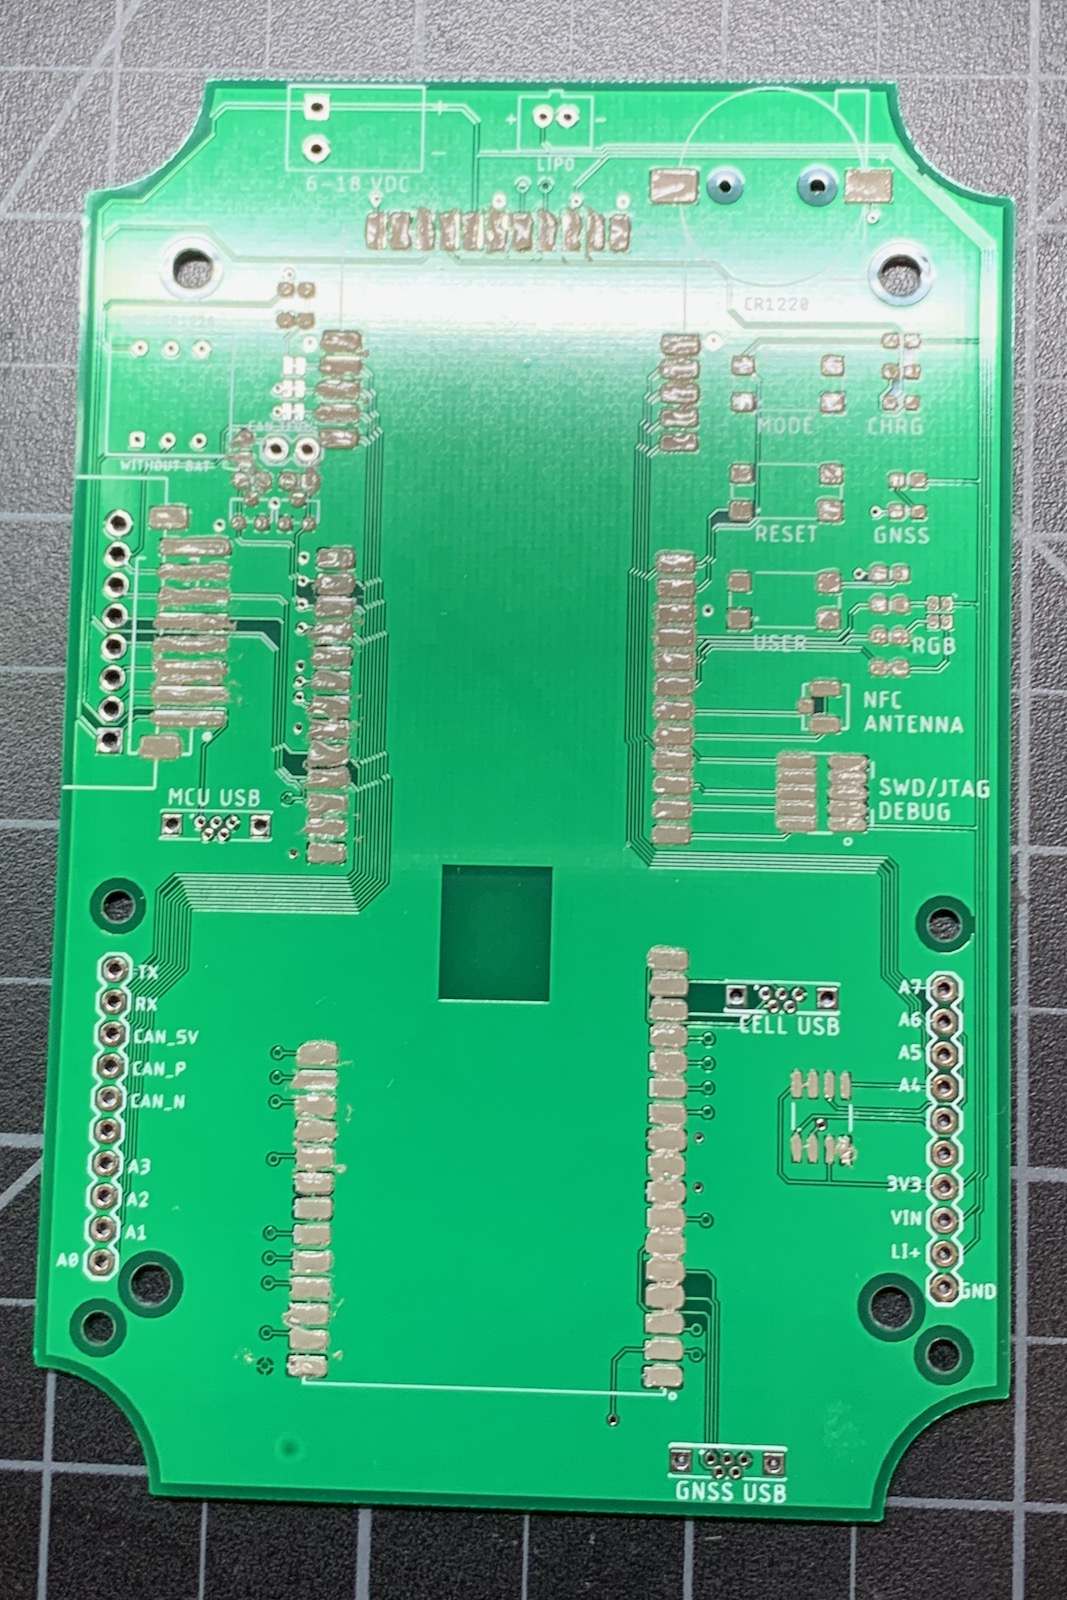 +
+ -
LIPO
-
6-18 VDC
+
CR1220
MODE
CHRG
WITHOUT BAT
RESET
GNSS
USER
RGB
NFC
ANTENNA
MCU USB
SWD/JTAG
DEBUG
TX
RX
CAN_5V
CAN_P
CAN_N
A3
A2
A1
A0
CELL USB
A7
A6
A5
A4
3V3
VIN
LI+
GND
GNSS USB